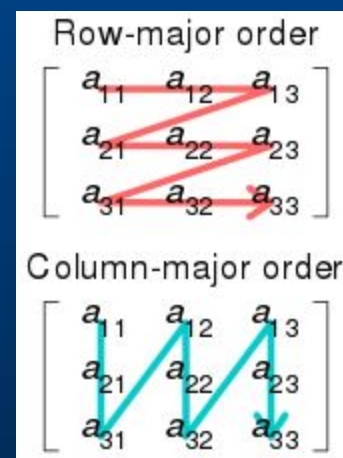 Row-major order
a11 a12 a13
a21 a22 a23
a31 a32 a33
Column-major order
a11 a12 a13
a21 a22 a23
a31 a32 a33